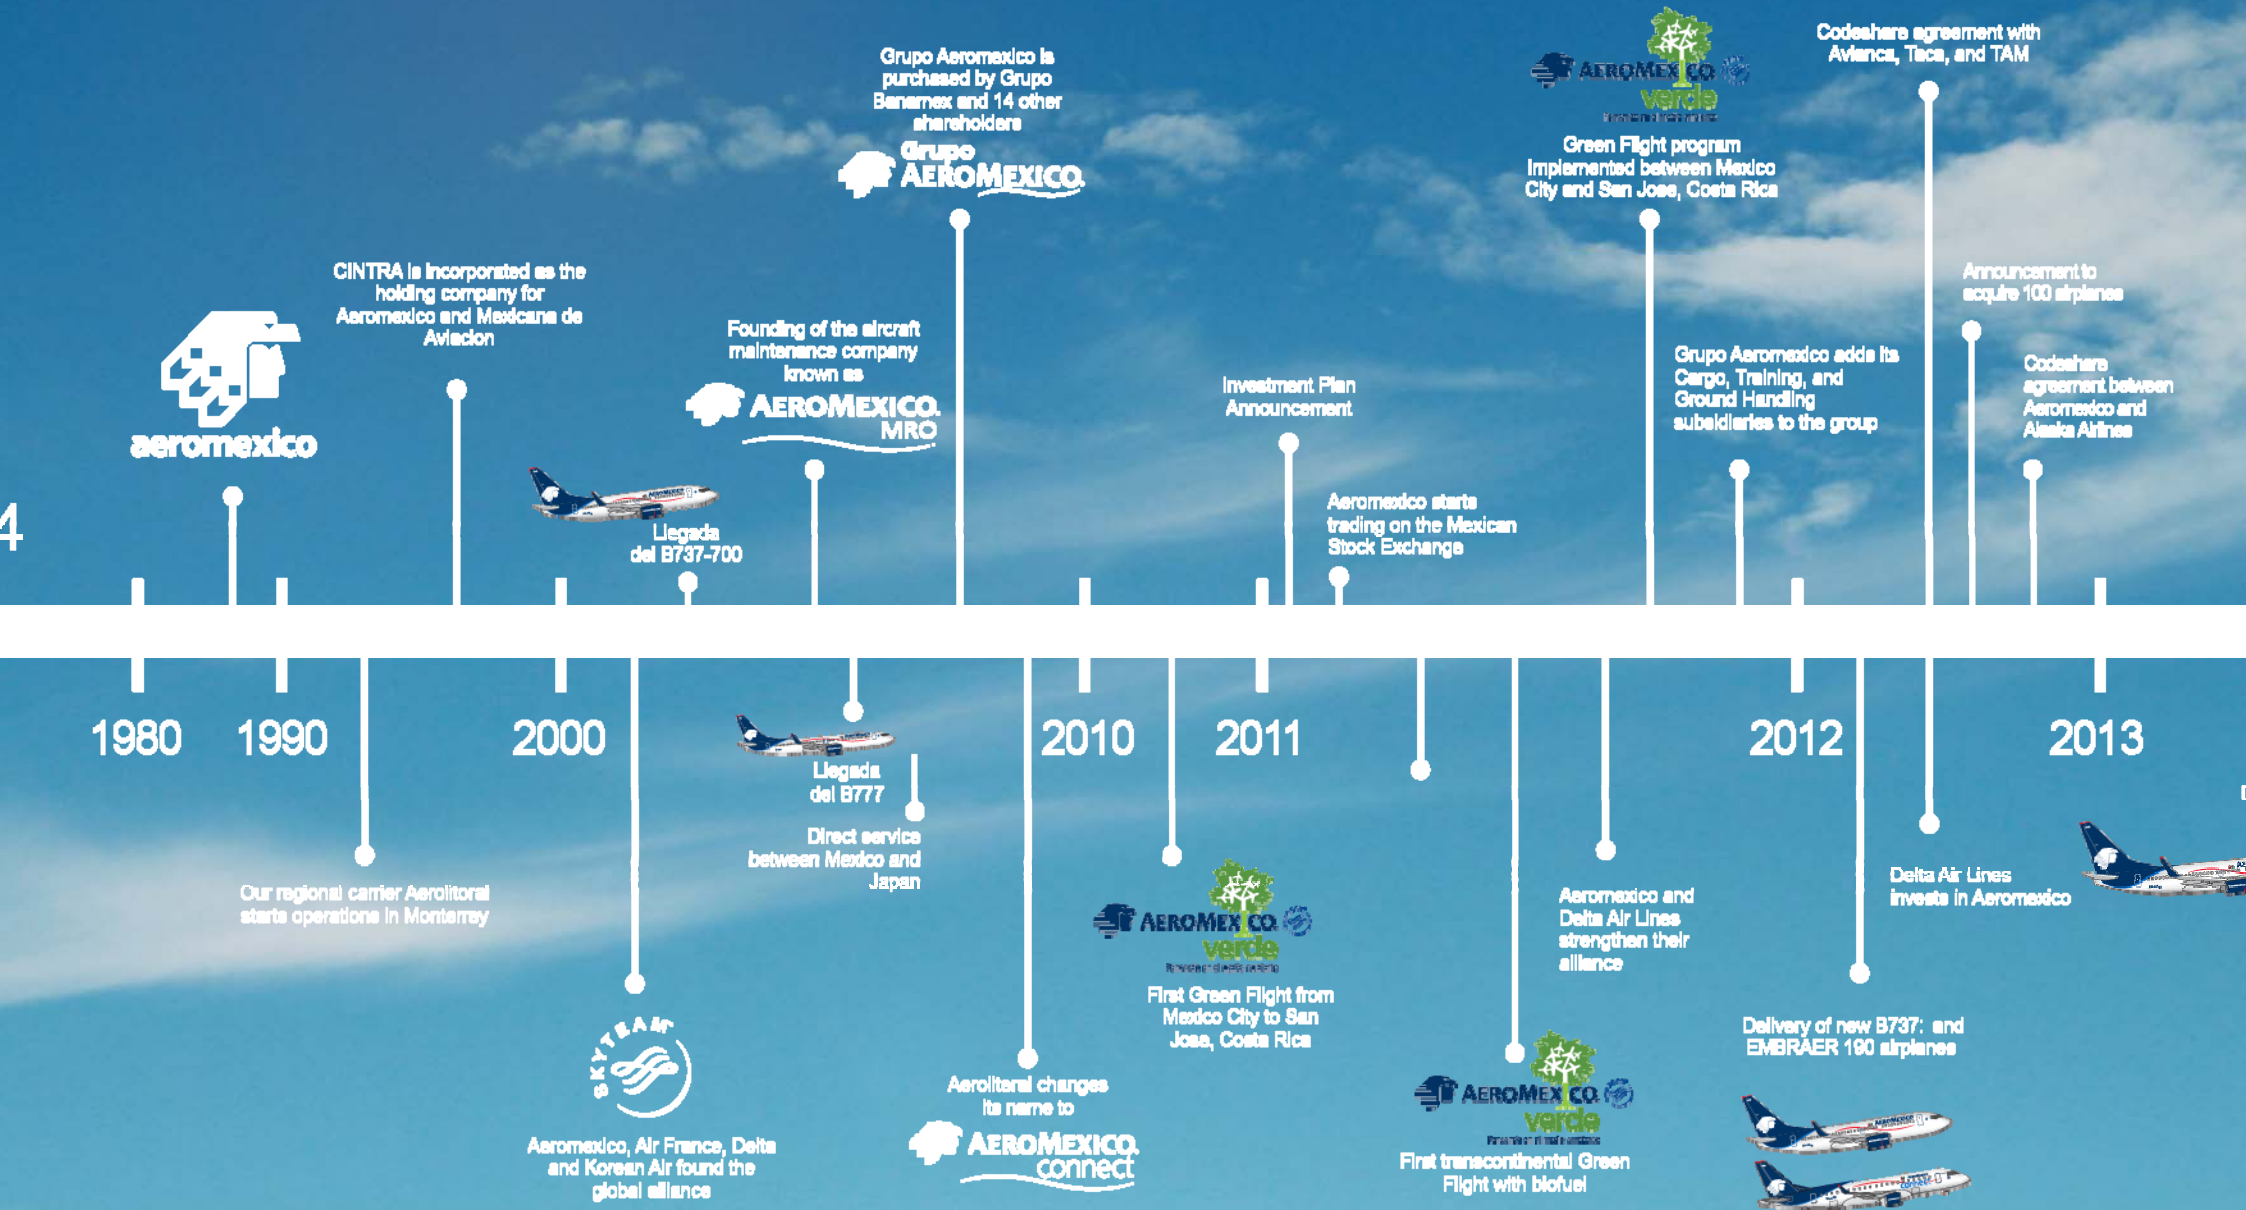 4
aeromexico
CINTRA is incorporated as the
holding company for
Aeromexico and Mexicana de
Aviacion
Llegada
del B737-700
Founding of the aircraft
maintenance company
known as
AEROMEXICO.
MRO
Grupo Aeromexico is
purchased by Grupo
Banamex and 14 other
shareholders
Grupo
AEROMEXICO.
Investment Plan
Announcement
Aeromexico starts
trading on the Mexican
Stock Exchange
AEROMEXICO.
verde
Green Flight program
implemented between Mexico
City and San Jose, Costa Rica
Grupo Aeromexico adds its
Cargo, Training, and
Ground Handling
subsidiaries to the group
Codeshare agreement with
Avianca, Taca, and TAM
Announcement to
acquire 100 airplanes
Codeshare
agreement between
Aeromexico and
Alaska Airlines
1980
1990
2000
2010
2011
2012
2013
Our regional carrier Aerolitoral
starts operations in Monterrey
SKYTEAM
Aeromexico, Air France, Delta
and Korean Air found the
global alliance
Llegada
del B777
Direct service
between Mexico and
Japan
Aeroliteral changes
its name to
AEROMEXICO.
connect
AEROMEXICO.
verde
First Green Flight from
Mexico City to San
Jose, Costa Rica
AEROMEXICO.
verde
First transcontinental Green
Flight with biofuel
Aeromexico and
Delta Air Lines
strengthen their
alliance
Delivery of new B737: and
EMBRAER 190 airplanes
Delta Air Lines
invests in Aeromexico